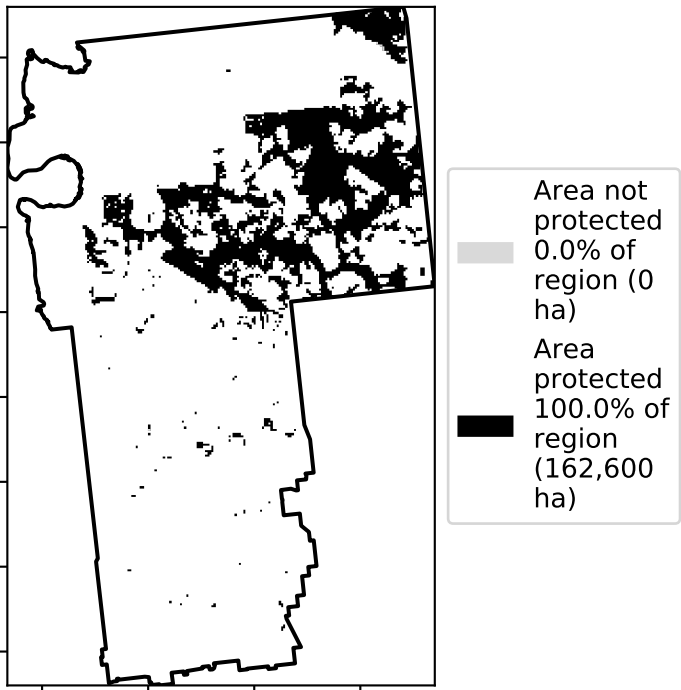 Area not
protected
0.0% of
region (0
ha)
Area
protected
100.0% of
region
(162,600
ha)